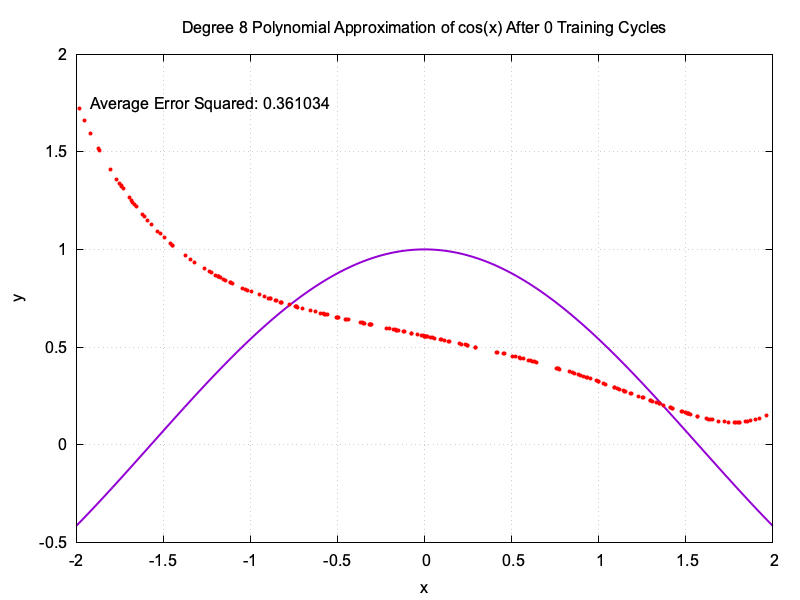 Degree 8 Polynomial Approximation of cos(x) After 0 Training Cycles
2
Average Error Squared: 0.361034
1.5
1
y
0.5
0
-0.5
-2 -1.5 -1 -0.5 0 0.5 1 1.5 2
x